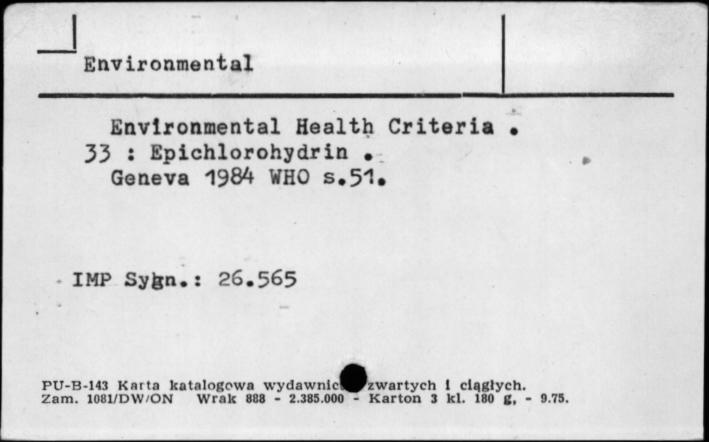 Environmental
Environmental Health Criteria .
33 : Epichlorohydrin .
Geneva 1984 WHO s.51.
IMP Sygn.: 26.565
PU-B-143 Karta katalogowa zwartych i ciągłych.
Zam. 1081/DW/ON Wrak 888 - 2.385.000 - Karton 3 kl. 180 g, - 9.75.